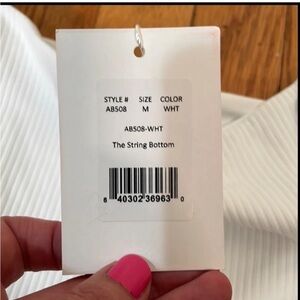 STYLE # SIZE COLOR
AB508 M WHT
AB508-WHT
The String Bottom
6 40302 36963 0